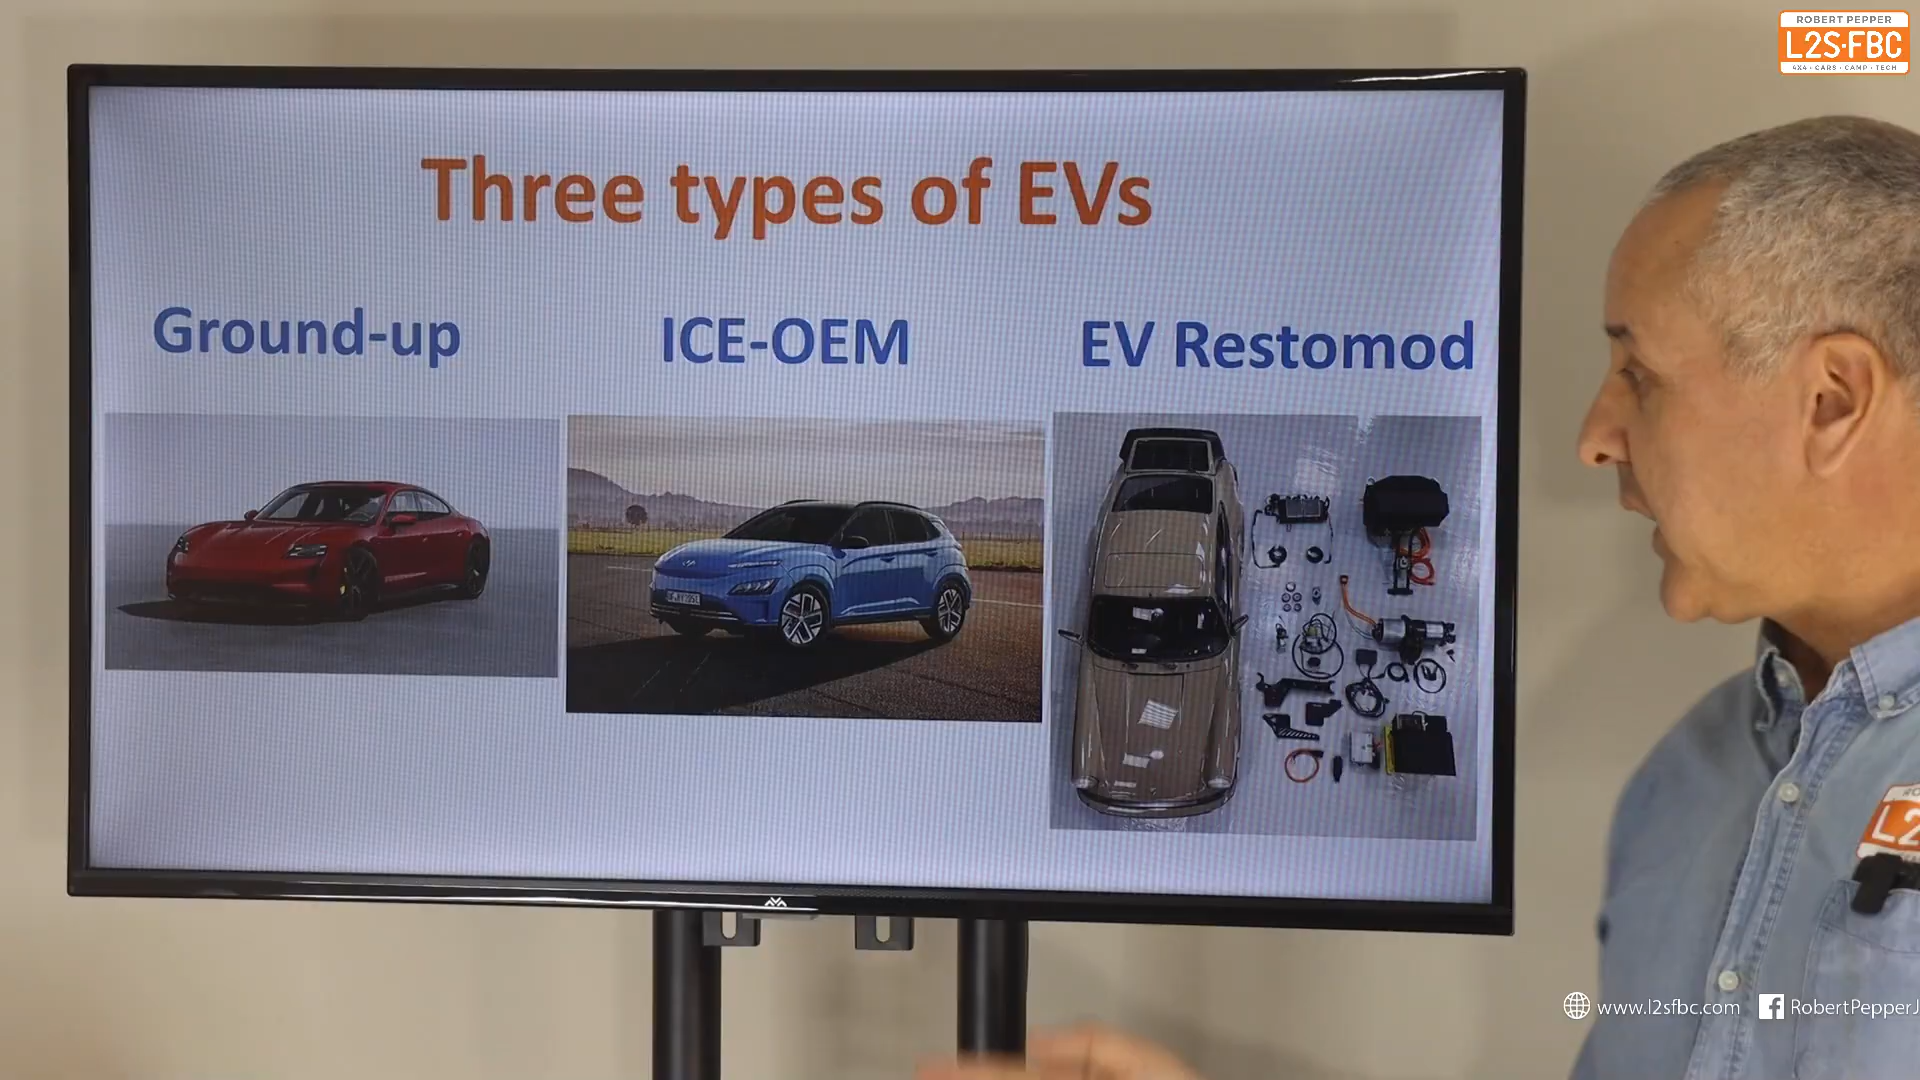 ROBERT PEPPER
L2S·FBC
4X4 · CARS · CAMP · TECH
Three types of EVs
Ground-up
ICE-OEM
EV Restomod
L2
www.l2sfbc.com
RobertPepperJ